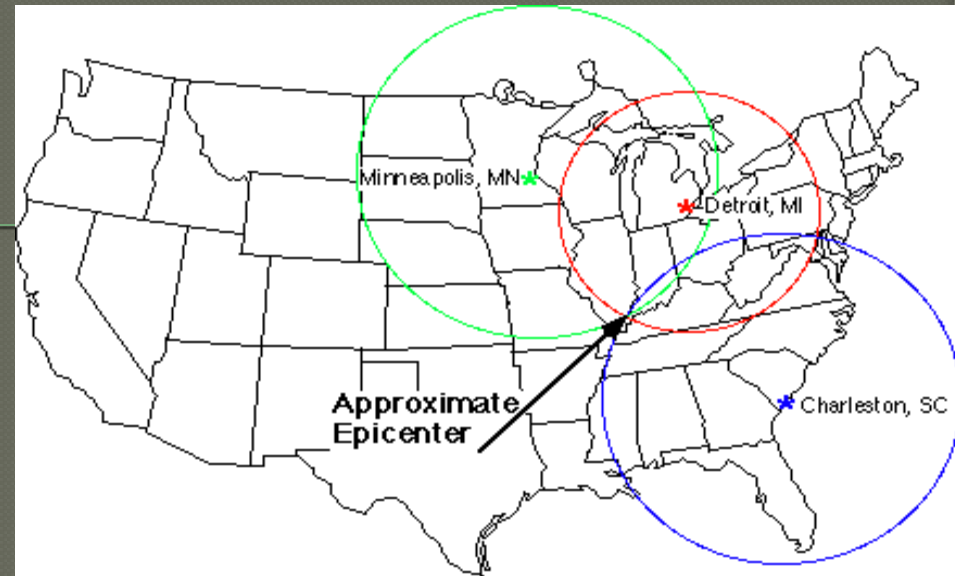 Minneapolis, MN
Detroit, MI
Approximate
Epicenter
Charleston, SC